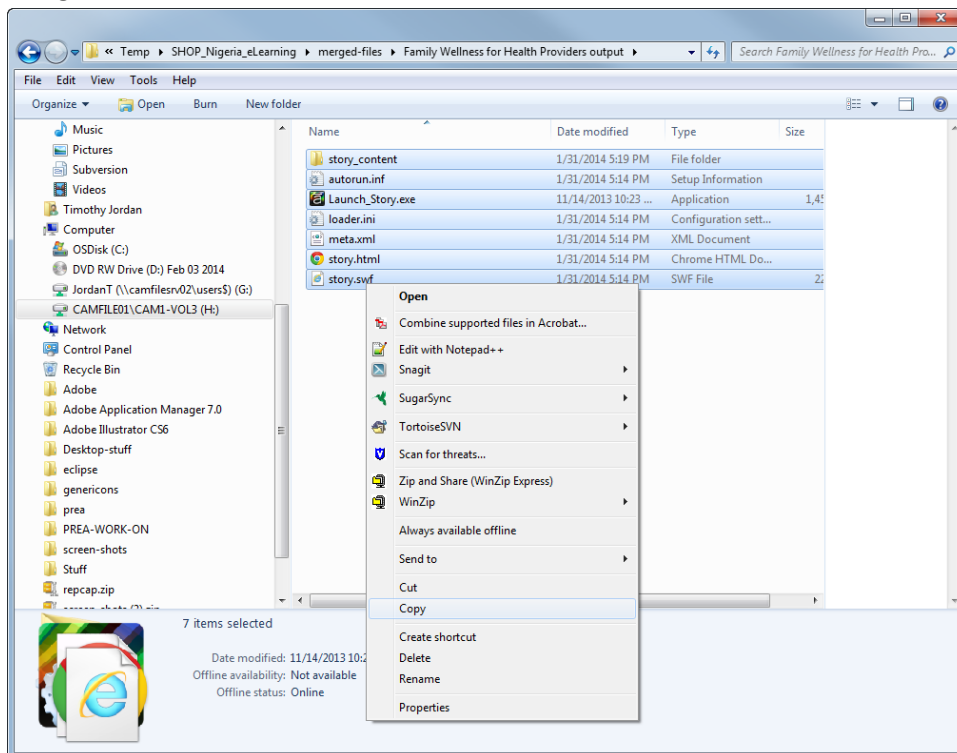 « Temp ▸ SHOP_Nigeria_eLearning ▸ merged-files ▸ Family Wellness for Health Providers output ▸
Search Family Wellness for Health Pro...
File Edit View Tools Help
Organize Open Burn New folder
Music
Pictures
Subversion
Videos
Timothy Jordan
Computer
OSDisk (C:)
DVD RW Drive (D:) Feb 03 2014
JordanT (\\camfilesrv02\users$) (G:)
CAMFILE01\CAM1-VOL3 (H:)
Network
Control Panel
Recycle Bin
Adobe
Adobe Application Manager 7.0
Adobe Illustrator CS6
Desktop-stuff
eclipse
genericons
prea
PREA-WORK-ON
screen-shots
Stuff
repcap.zip
Name Date modified Type Size
story_content 1/31/2014 5:19 PM File folder
autorun.inf 1/31/2014 5:14 PM Setup Information
Launch_Story.exe 11/14/2013 10:23 ... Application 1,45
loader.ini 1/31/2014 5:14 PM Configuration sett...
meta.xml 1/31/2014 5:14 PM XML Document
story.html 1/31/2014 5:14 PM Chrome HTML Do...
story.swf 1/31/2014 5:14 PM SWF File 22
Open
Combine supported files in Acrobat...
Edit with Notepad++
Snagit
SugarSync
TortoiseSVN
Scan for threats...
Zip and Share (WinZip Express)
WinZip
Always available offline
Send to
Cut
Copy
Create shortcut
Delete
Rename
Properties
7 items selected
Date modified: 11/14/2013 10:2
Offline availability: Not available
Offline status: Online